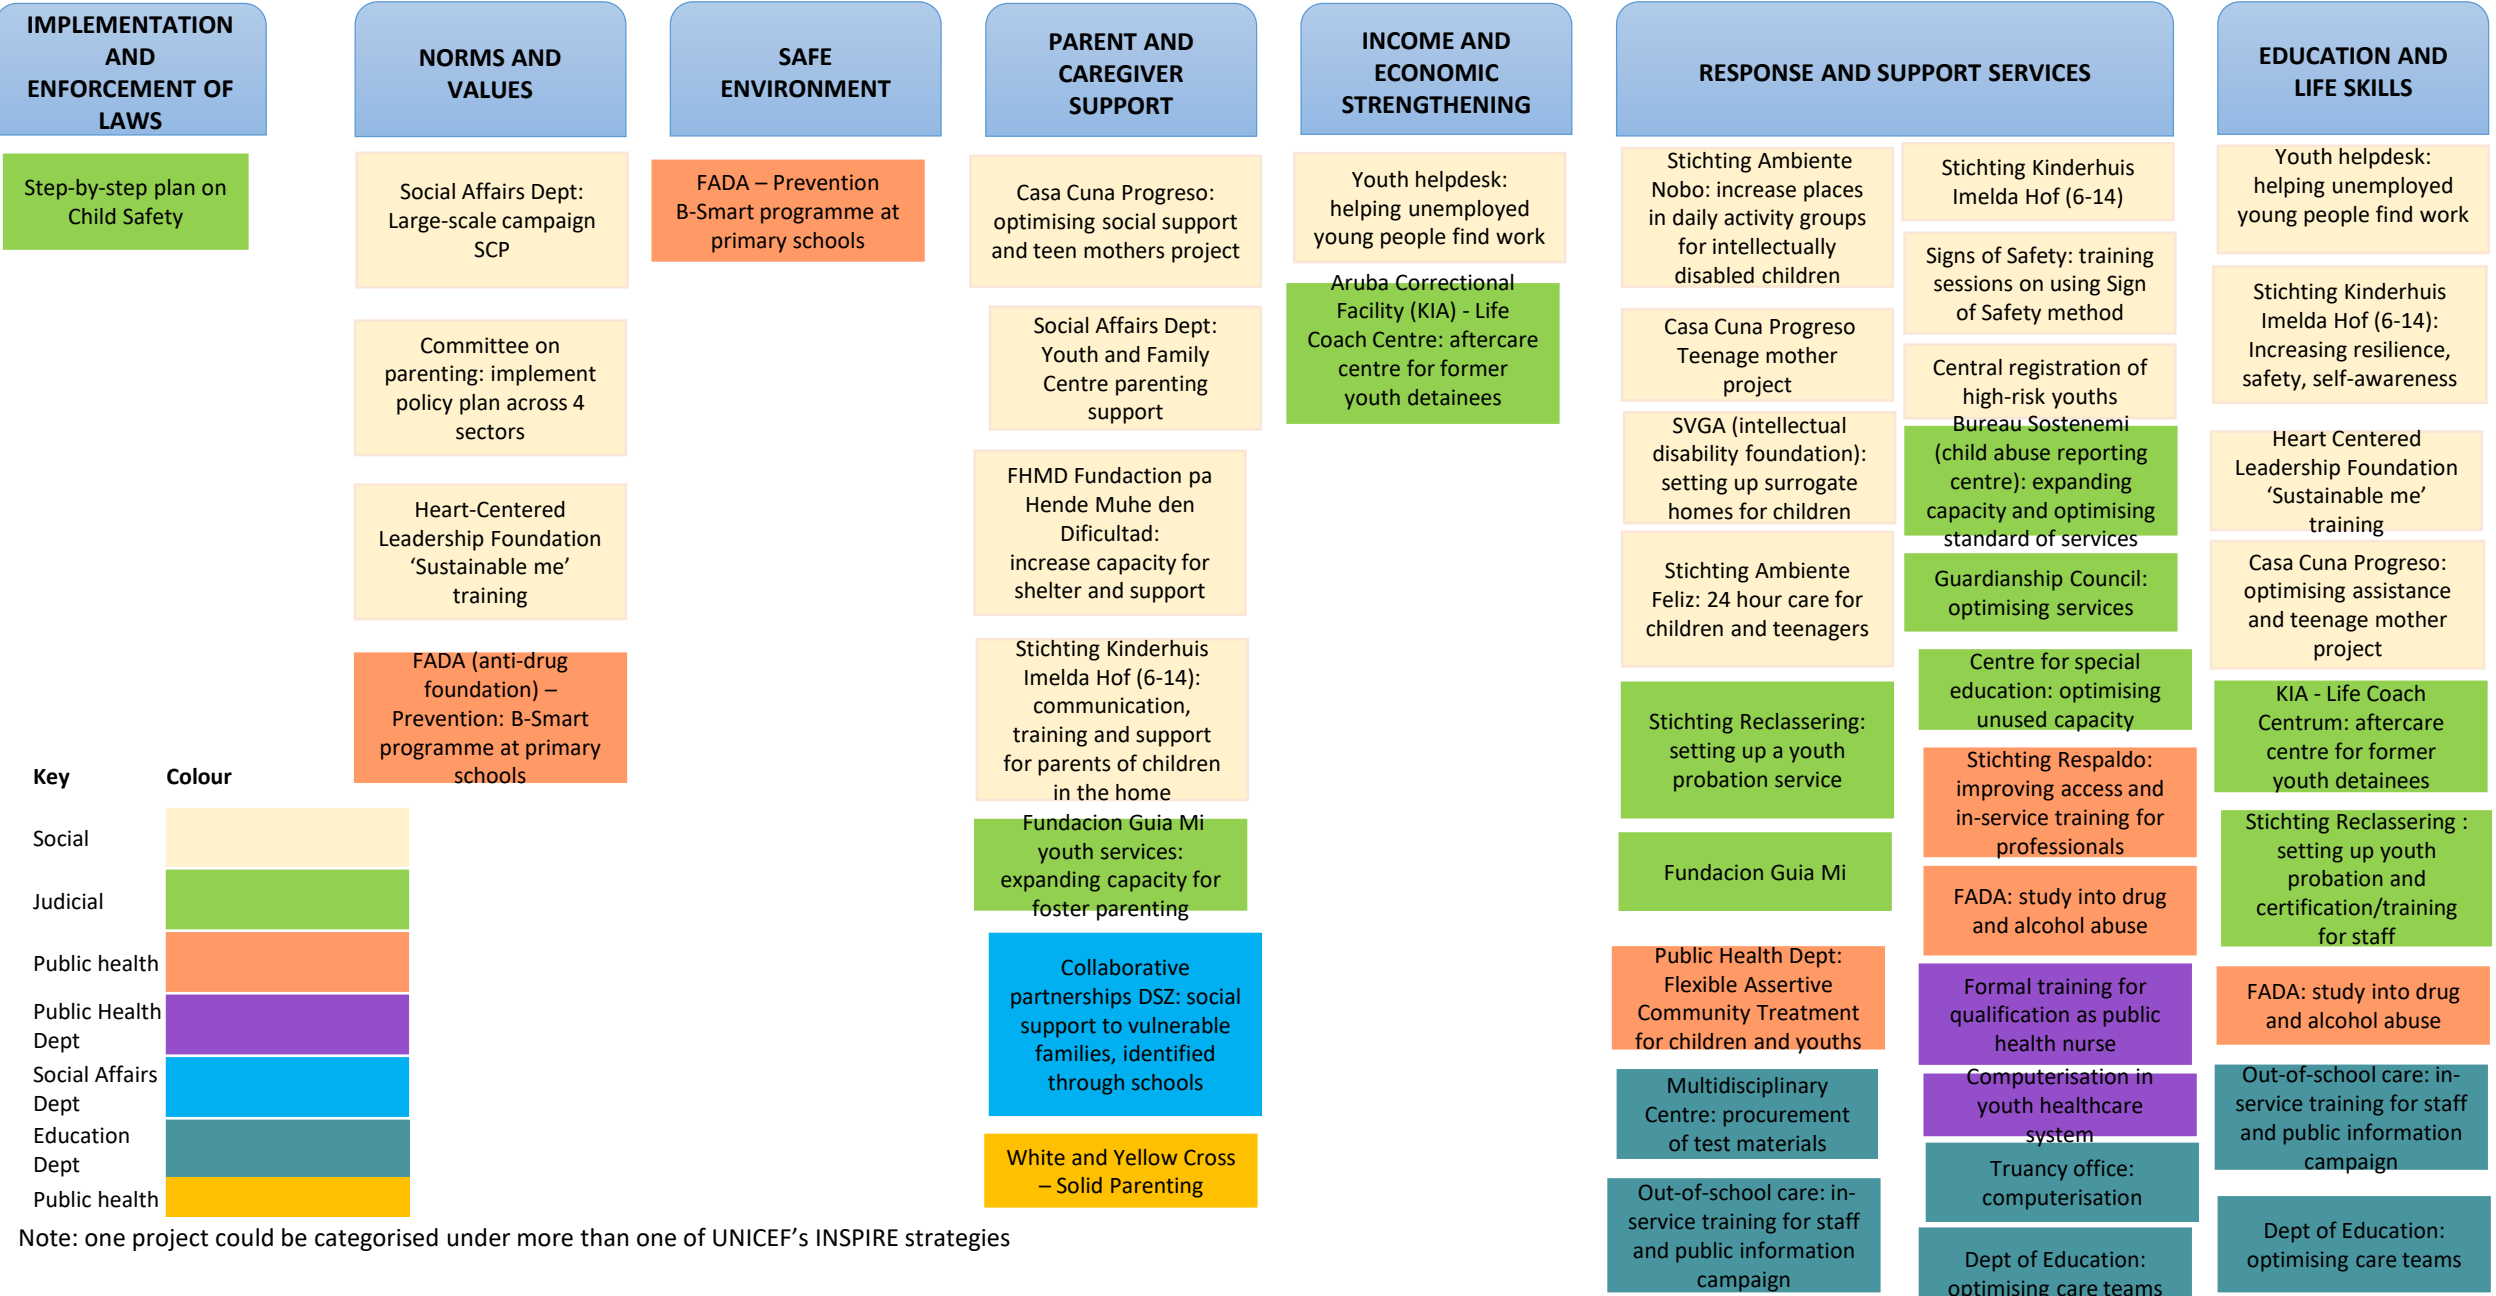 IMPLEMENTATION
AND
ENFORCEMENT OF
LAWS
Step-by-step plan on
Child Safety
NORMS AND
VALUES
Social Affairs Dept:
Large-scale campaign
SCP
Committee on
parenting: implement
policy plan across 4
sectors
Heart-Centered
Leadership Foundation
‘Sustainable me’
training
FADA (anti-drug
foundation) –
Prevention: B-Smart
programme at primary
schools
SAFE
ENVIRONMENT
FADA – Prevention
B-Smart programme at
primary schools
PARENT AND
CAREGIVER
SUPPORT
Casa Cuna Progreso:
optimising social support
and teen mothers project
Social Affairs Dept:
Youth and Family
Centre parenting
support
FHMD Fundaction pa
Hende Muhe den
Dificultad:
increase capacity for
shelter and support
Stichting Kinderhuis
Imelda Hof (6-14):
communication,
training and support
for parents of children
in the home
Fundacion Guia Mi
youth services:
expanding capacity for
foster parenting
Collaborative
partnerships DSZ: social
support to vulnerable
families, identified
through schools
White and Yellow Cross
– Solid Parenting
INCOME AND
ECONOMIC
STRENGTHENING
Youth helpdesk:
helping unemployed
young people find work
Aruba Correctional
Facility (KIA) - Life
Coach Centre: aftercare
centre for former
youth detainees
RESPONSE AND SUPPORT SERVICES
Stichting Ambiente
Nobo: increase places
in daily activity groups
for intellectually
disabled children
Casa Cuna Progreso
Teenage mother
project
SVGA (intellectual
disability foundation):
setting up surrogate
homes for children
Stichting Ambiente
Feliz: 24 hour care for
children and teenagers
Stichting Reclassering:
setting up a youth
probation service
Fundacion Guia Mi
Public Health Dept:
Flexible Assertive
Community Treatment
for children and youths
Multidisciplinary
Centre: procurement
of test materials
Out-of-school care: in-
service training for staff
and public information
campaign
Stichting Kinderhuis
Imelda Hof (6-14)
Signs of Safety: training
sessions on using Sign
of Safety method
Central registration of
high-risk youths
Bureau Sostenemi
(child abuse reporting
centre): expanding
capacity and optimising
standard of services
Guardianship Council:
optimising services
Centre for special
education: optimising
unused capacity
Stichting Respaldo:
improving access and
in-service training for
professionals
FADA: study into drug
and alcohol abuse
Formal training for
qualification as public
health nurse
Computerisation in
youth healthcare
system
Truancy office:
computerisation
Dept of Education:
optimising care teams
EDUCATION AND
LIFE SKILLS
Youth helpdesk:
helping unemployed
young people find work
Stichting Kinderhuis
Imelda Hof (6-14):
Increasing resilience,
safety, self-awareness
Heart Centered
Leadership Foundation
‘Sustainable me’
training
Casa Cuna Progreso:
optimising assistance
and teenage mother
project
KIA - Life Coach
Centrum: aftercare
centre for former
youth detainees
Stichting Reclassering :
setting up youth
probation and
certification/training
for staff
FADA: study into drug
and alcohol abuse
Out-of-school care: in-
service training for staff
and public information
campaign
Dept of Education:
optimising care teams
Key Colour
Social
Judicial
Public health
Public Health
Dept
Social Affairs
Dept
Education
Dept
Public health
Note: one project could be categorised under more than one of UNICEF’s INSPIRE strategies